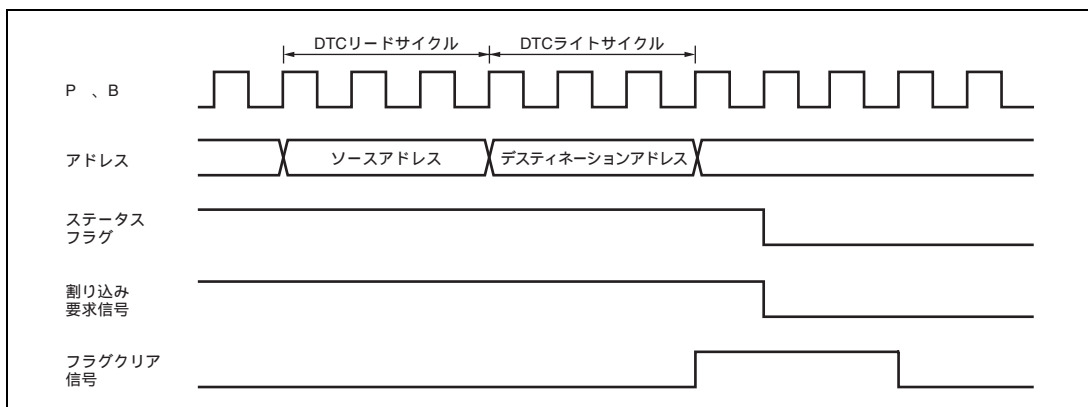 DTCリードサイクル DTCライトサイクル
P 、B
アドレス ソースアドレス デスティネーションアドレス
ステータス
フラグ
割り込み
要求信号
フラグクリア
信号